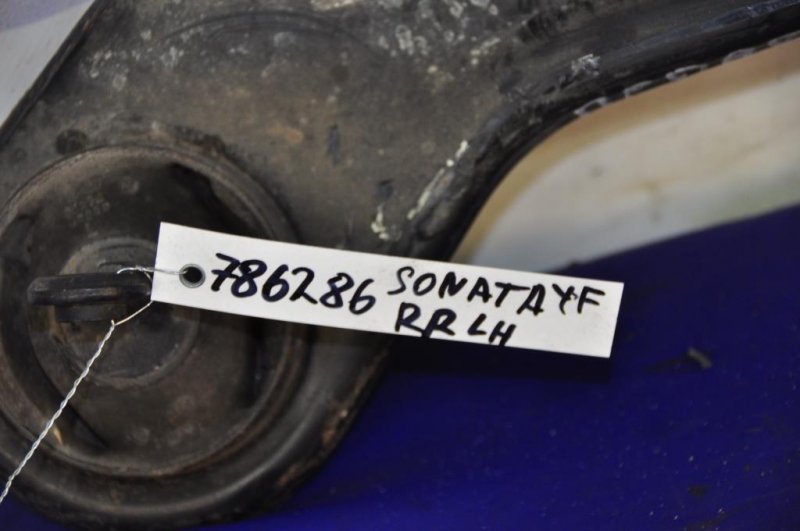 786286 SONATA YF
RR LH